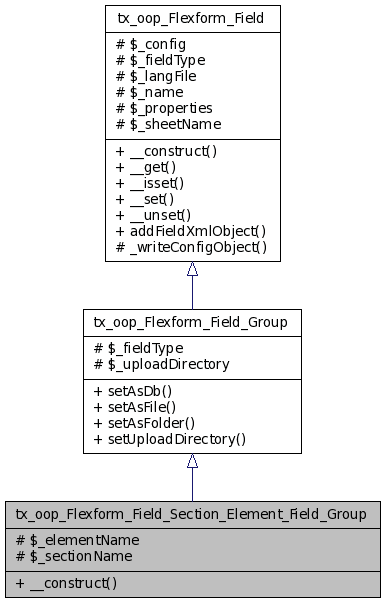 tx_oop_Flexform_Field
# $_config
# $_fieldType
# $_langFile
# $_name
# $_properties
# $_sheetName
+ __construct()
+ __get()
+ __isset()
+ __set()
+ __unset()
+ addFieldXmlObject()
# _writeConfigObject()
tx_oop_Flexform_Field_Group
# $_fieldType
# $_uploadDirectory
+ setAsDb()
+ setAsFile()
+ setAsFolder()
+ setUploadDirectory()
tx_oop_Flexform_Field_Section_Element_Field_Group
# $_elementName
# $_sectionName
+ __construct()